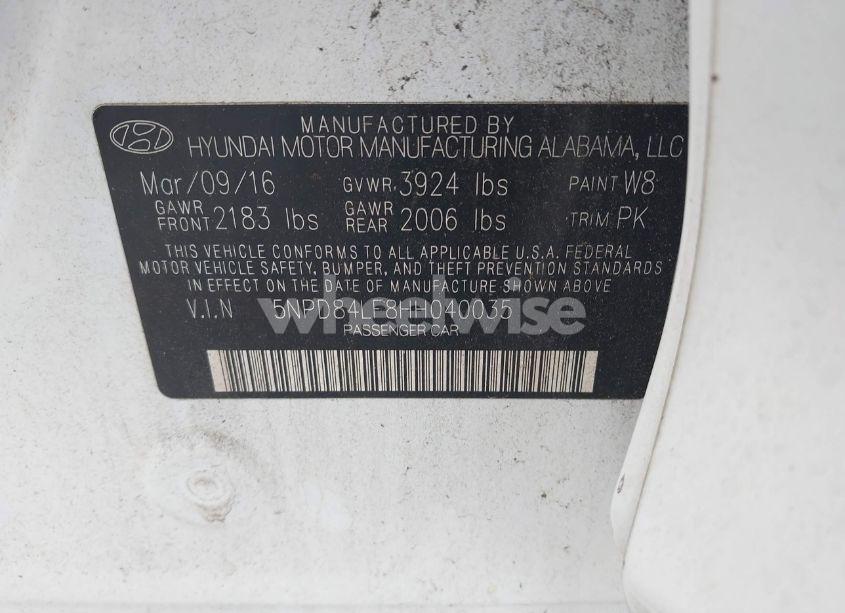 MANUFACTURED BY
HYUNDAI MOTOR MANUFACTURING ALABAMA, LLC
Mar/09/16 GVWR 3924 lbs PAINT W8
GAWR FRONT 2183 lbs GAWR REAR 2006 lbs TRIM PK
THIS VEHICLE CONFORMS TO ALL APPLICABLE U.S.A. FEDERAL
MOTOR VEHICLE SAFETY, BUMPER, AND THEFT PREVENTION STANDARDS
IN EFFECT ON THE DATE OF MANUFACTURE SHOWN ABOVE
V.I.N 5NPD84LF8HH040035
wheelwise
PASSENGER CAR